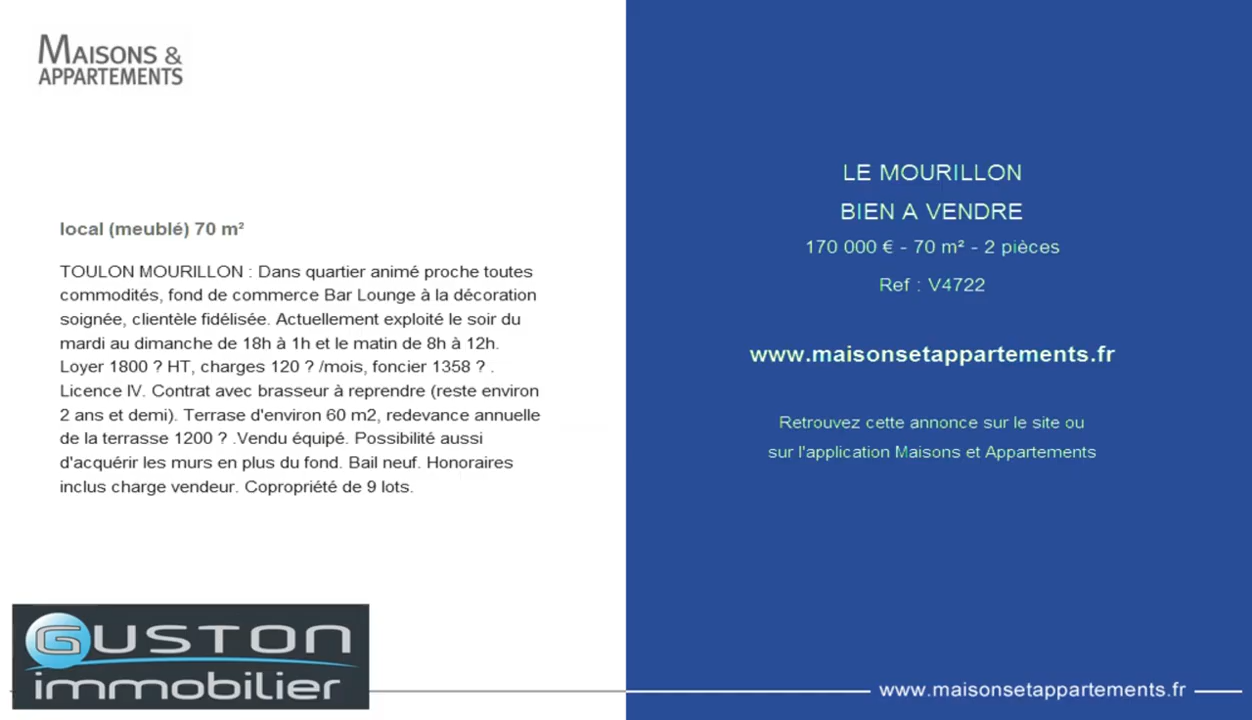 MAISONS &
APPARTEMENTS
local (meublé) 70 m²
TOULON MOURILLON : Dans quartier animé proche toutes
commodités, fond de commerce Bar Lounge à la décoration
soignée, clientèle fidélisée. Actuellement exploité le soir du
mardi au dimanche de 18h à 1h et le matin de 8h à 12h.
Loyer 1800 ? HT, charges 120 ? /mois, foncier 1358 ? .
Licence IV. Contrat avec brasseur à reprendre (reste environ
2 ans et demi). Terrase d'environ 60 m2, redevance annuelle
de la terrasse 1200 ? .Vendu équipé. Possibilité aussi
d'acquérir les murs en plus du fond. Bail neuf. Honoraires
inclus charge vendeur. Copropriété de 9 lots.
GUSTON
immobilier
LE MOURILLON
BIEN A VENDRE
170 000 € - 70 m² - 2 pièces
Ref : V4722
www.maisonsetappartements.fr
Retrouvez cette annonce sur le site ou
sur l'application Maisons et Appartements
www.maisonsetappartements.fr